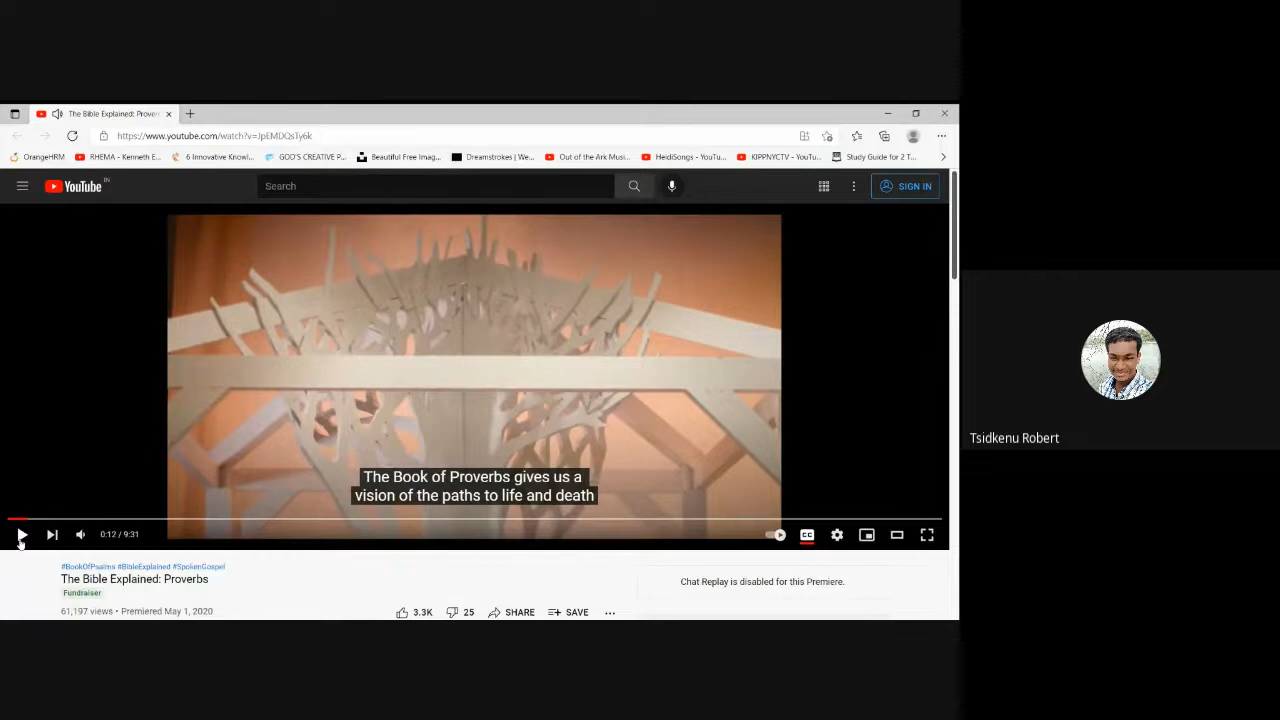 The Bible Explained: Prover
https://www.youtube.com/watch?v=JpEMDQsTy6k
OrangeHRM
RHEMA - Kenneth E...
6 Innovative Knowl...
GOD'S CREATIVE P...
Beautiful Free Imag...
Dreamstrokes | We...
Out of the Ark Musi...
HeidiSongs - YouTu...
KIPPNYCTV - YouTu...
Study Guide for 2 T...
YouTube IN
Search
SIGN IN
The Book of Proverbs gives us a
vision of the paths to life and death
0:12 / 9:31
CC
#BookOfPsalms #BibleExplained #SpokenGospel
The Bible Explained: Proverbs
Fundraiser
61,197 views • Premiered May 1, 2020
3.3K
25
SHARE
SAVE
Chat Replay is disabled for this Premiere.
Tsidkenu Robert